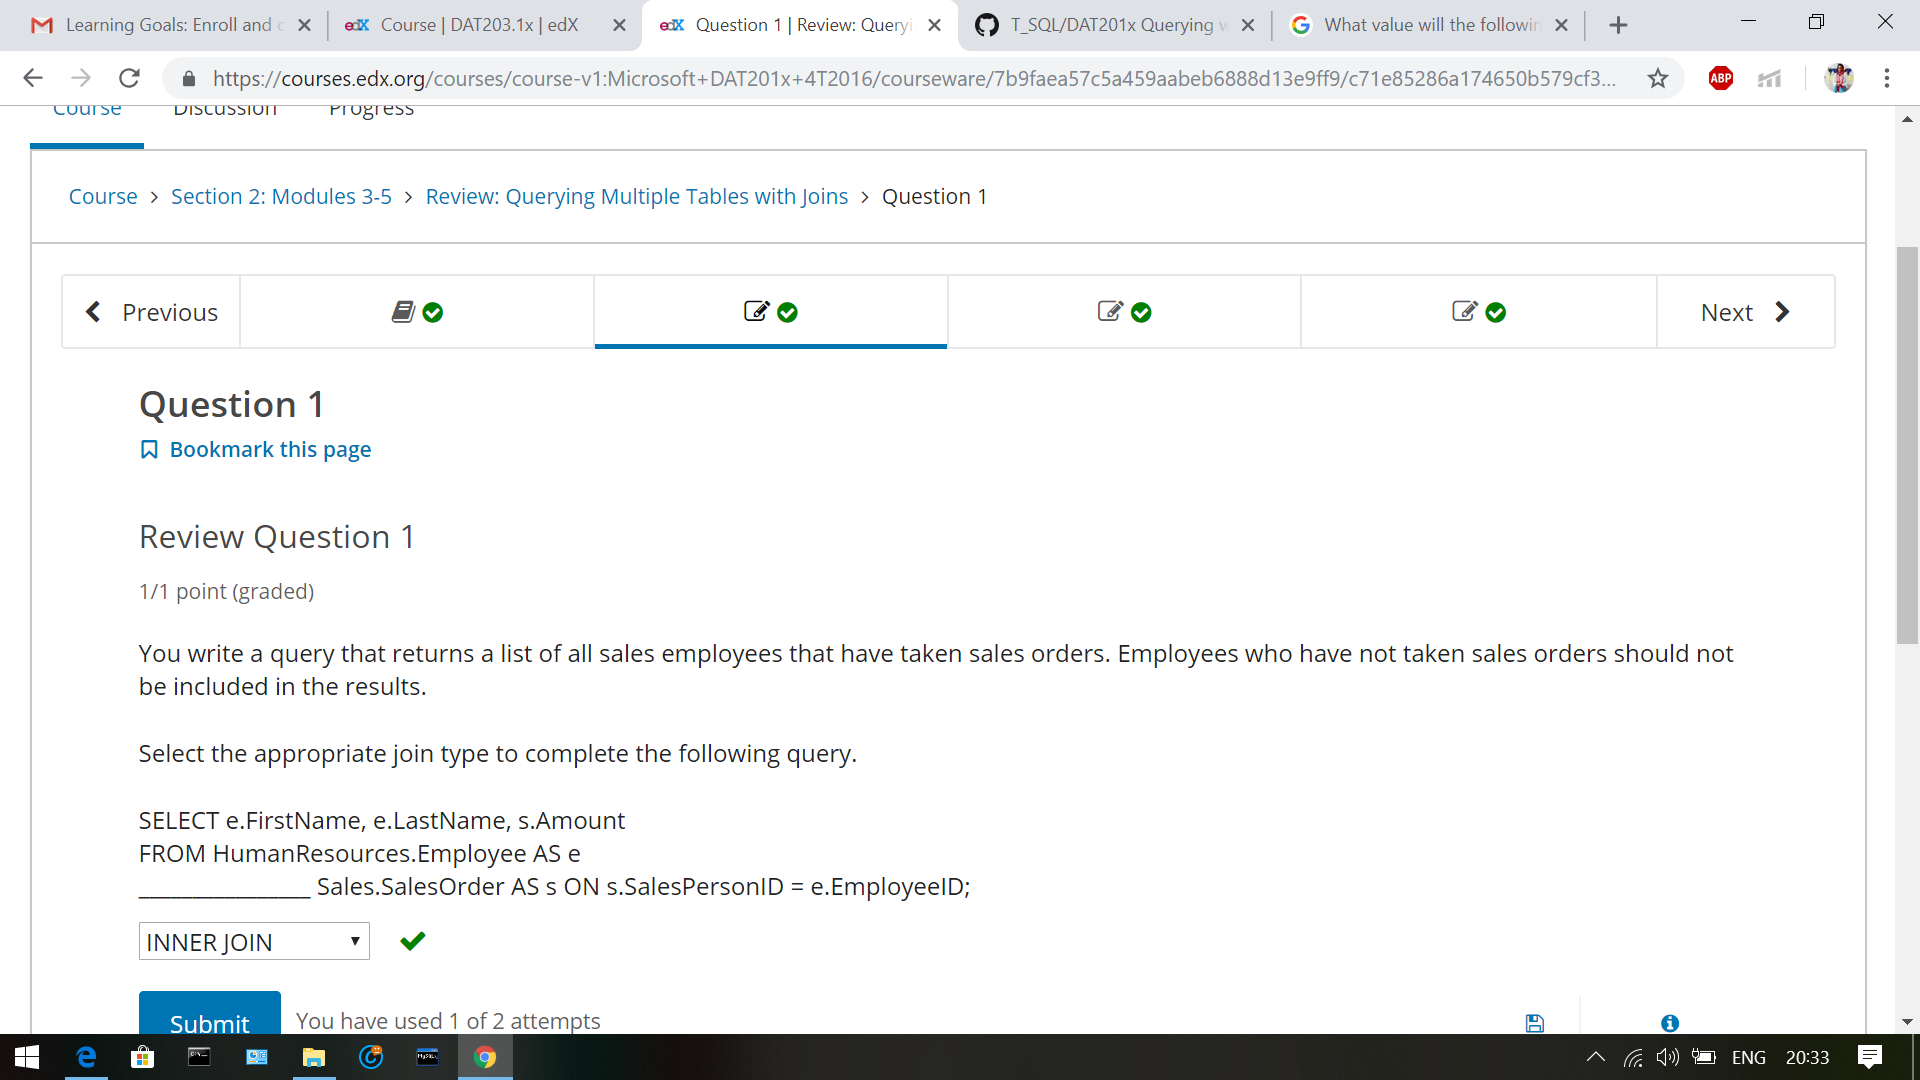 Learning Goals: Enroll and c
edX Course | DAT203.1x | edX
edX Question 1 | Review: Queryi
T_SQL/DAT201x Querying w
What value will the followin
https://courses.edx.org/courses/course-v1:Microsoft+DAT201x+4T2016/courseware/7b9faea57c5a459aabeb6888d13e9ff9/c71e85286a174650b579cf3...
ABP
Course Discussion Progress
Course > Section 2: Modules 3-5 > Review: Querying Multiple Tables with Joins > Question 1
Previous
Next
Question 1
Bookmark this page
Review Question 1
1/1 point (graded)
You write a query that returns a list of all sales employees that have taken sales orders. Employees who have not taken sales orders should not
be included in the results.
Select the appropriate join type to complete the following query.
SELECT e.FirstName, e.LastName, s.Amount
FROM HumanResources.Employee AS e
_______________ Sales.SalesOrder AS s ON s.SalesPersonID = e.EmployeeID;
INNER JOIN
Submit You have used 1 of 2 attempts
ENG 20:33